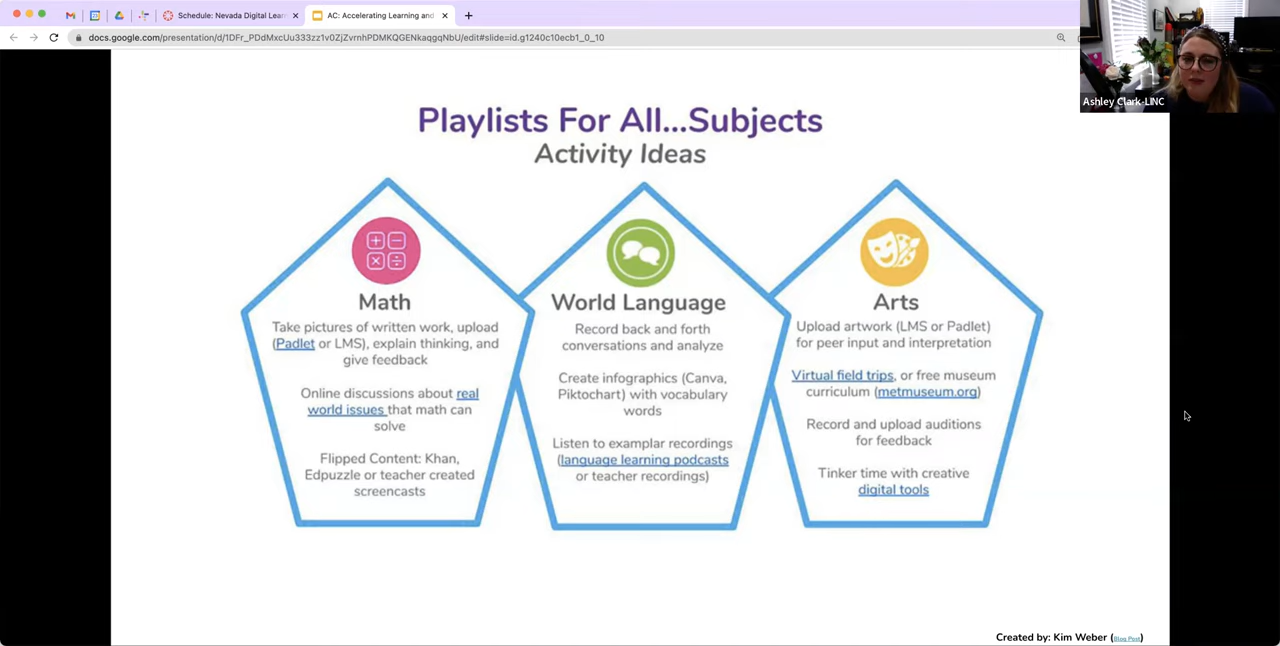 Schedule: Nevada Digital Lear
AC: Accelerating Learning and
docs.google.com/presentation/d/1DFr_PDdMxcUu333zz1v0ZjZvrnhPDMKQGENkagqNbU/edit#slide=id.g1240c10ecb1_0_10
Ashley Clark-LINC
Playlists For All...Subjects
Activity Ideas
Math
Take pictures of written work, upload
(Padlet or LMS), explain thinking, and
give feedback
Online discussions about real
world issues that math can
solve
Flipped Content: Khan,
Edpuzzle or teacher created
screencasts
World Language
Record back and forth
conversations and analyze
Create infographics (Canva,
Piktochart) with vocabulary
words
Listen to examplar recordings
(language learning podcasts
or teacher recordings)
Arts
Upload artwork (LMS or Padlet)
for peer input and interpretation
Virtual field trips, or free museum
curriculum (metmuseum.org)
Record and upload auditions
for feedback
Tinker time with creative
digital tools
Created by: Kim Weber (Blog Post)